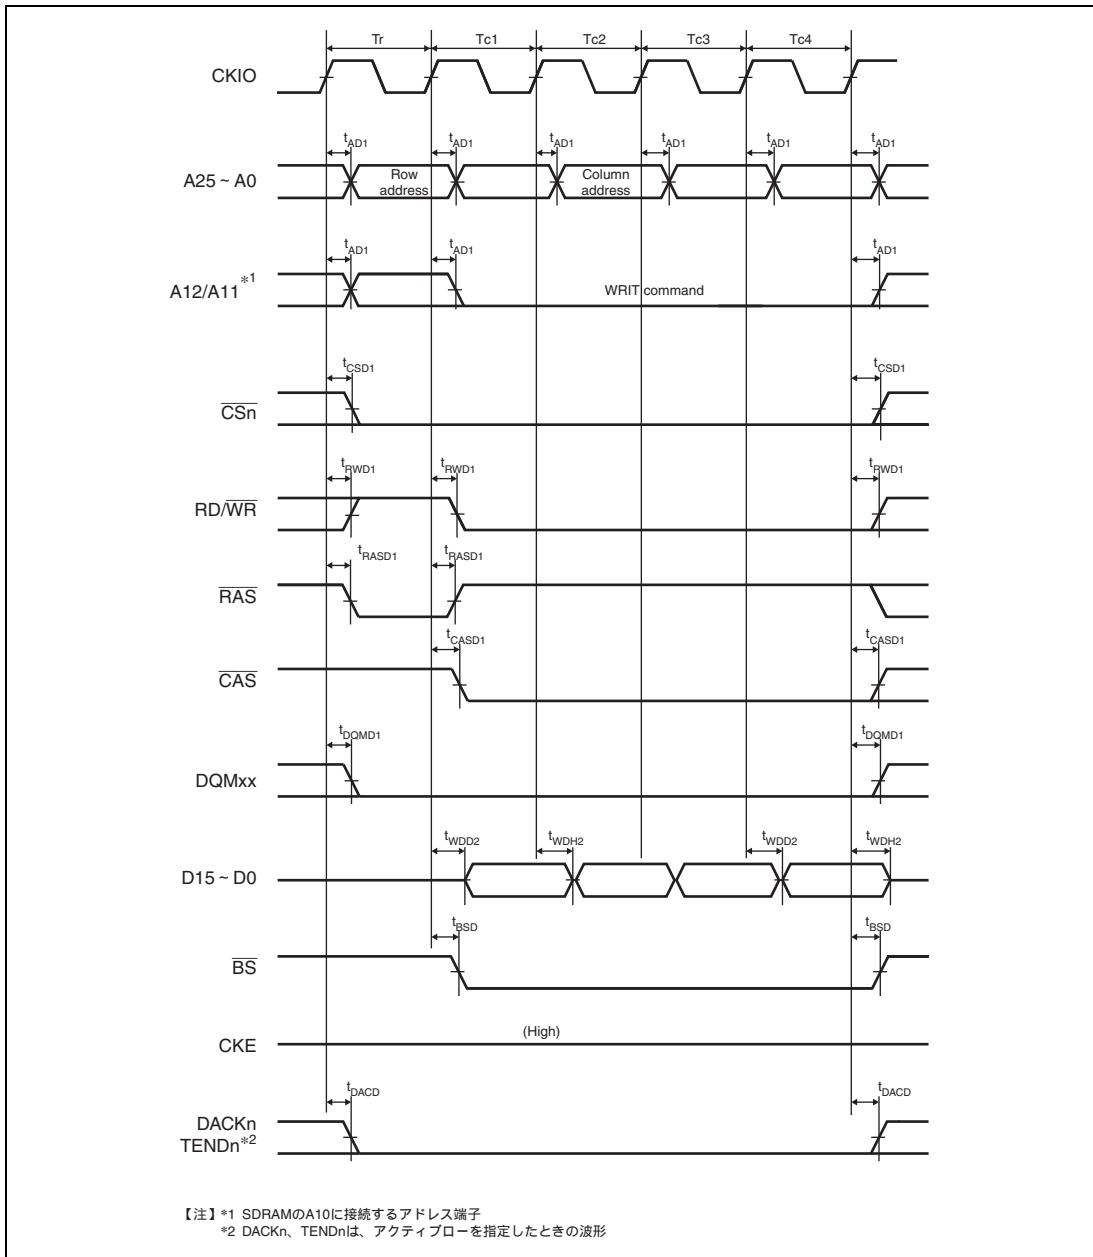 Tr Tc1 Tc2 Tc3 Tc4
CKIO
tAD1 tAD1 tAD1 tAD1 tAD1 tAD1
A25 ~ A0
Row address
Column address
tAD1 tAD1 tAD1
A12/A11*1
WRIT command
tCSD1 tCSD1
CSn
tRWD1 tRWD1 tRWD1
RD/WR
tRASD1 tRASD1
RAS
tCASD1 tCASD1
CAS
tDQMD1 tDQMD1
DQMxx
tWDD2 tWDH2 tWDD2 tWDH2
D15 ~ D0
tBSD tBSD
BS
(High)
CKE
tDACD tDACD
DACKn
TENDn*2
【注】*1 SDRAMのA10に接続するアドレス端子
*2 DACKn、TENDnは、アクティブローを指定したときの波形